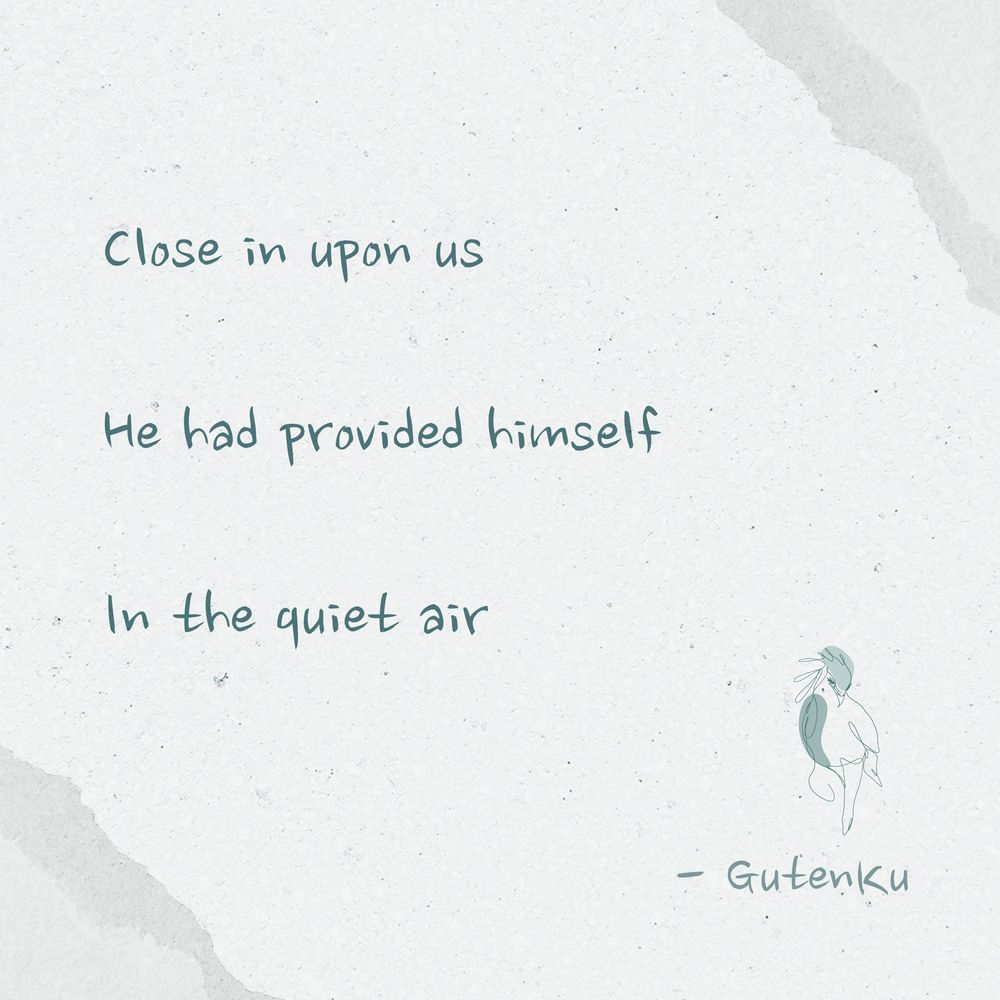 Close in upon us
He had provided himself
In the quiet air
- GutenKu